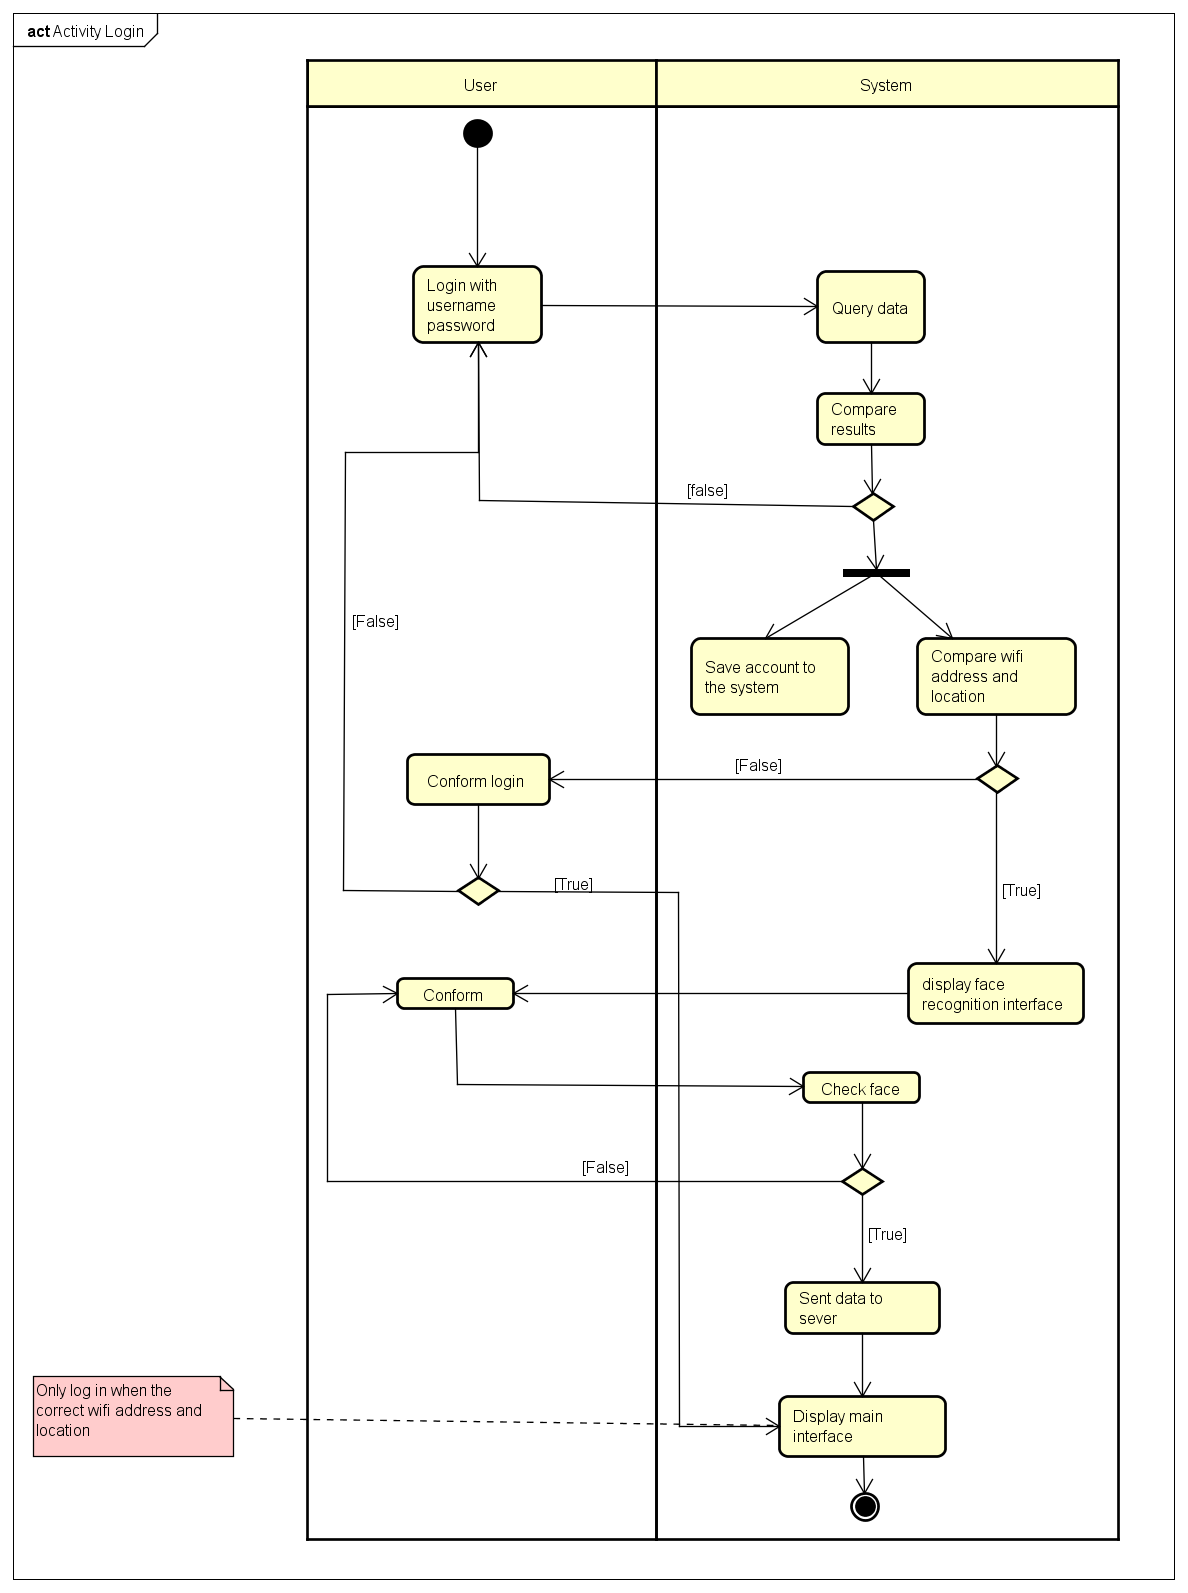 act Activity Login
User
System
Login with
username
password
Query data
Compare
results
[false]
[False]
Save account to
the system
Compare wifi
address and
location
Conform login
[False]
[True]
[True]
Conform
display face
recognition interface
Check face
[False]
[True]
Sent data to
sever
Only log in when the
correct wifi address and
location
Display main
interface